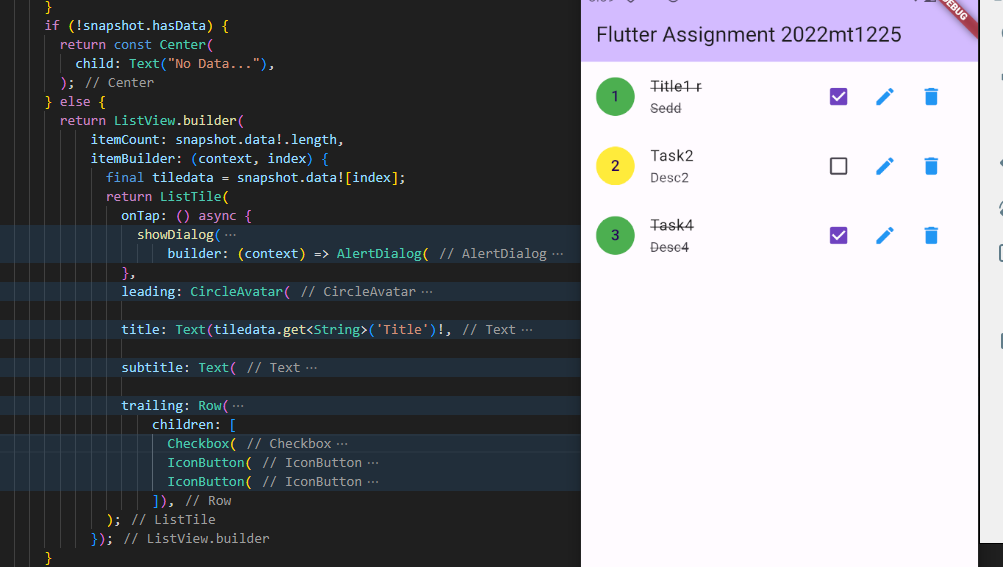 }
if (!snapshot.hasData) {
return const Center(
child: Text("No Data..."),
); // Center
} else {
return ListView.builder(
itemCount: snapshot.data!.length,
itemBuilder: (context, index) {
final tiledata = snapshot.data![index];
return ListTile(
onTap: () async {
showDialog( ···
builder: (context) => AlertDialog( // AlertDialog ···
},
leading: CircleAvatar( // CircleAvatar ···
title: Text(tiledata.get<String>('Title')!, // Text ···
subtitle: Text( // Text ···
trailing: Row( ···
children: [
Checkbox( // Checkbox ···
IconButton( // IconButton ···
IconButton( // IconButton ···
]), // Row
); // ListTile
}); // ListView.builder
}
DEBUG
Flutter Assignment 2022mt1225
1
Title1 r
Sedd
2
Task2
Desc2
3
Task4
Desc4